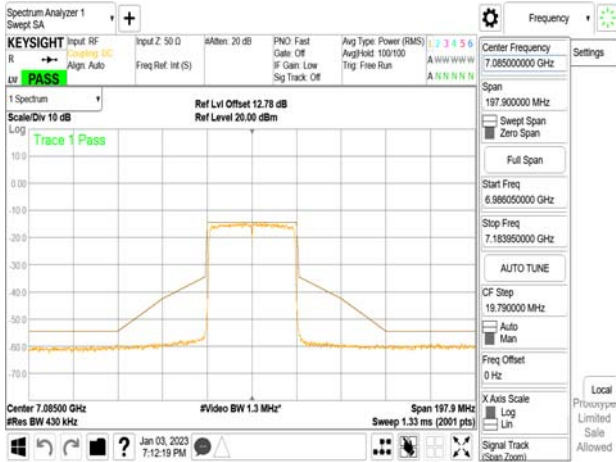 Spectrum Analyzer 1
Swept SA
+
Frequency
KEYSIGHT
Input: RF
Coupling: DC
Align: Auto
Input Z: 50 Ω
Freq Ref: Int (S)
#Atten: 20 dB
PNO: Fast
Gate: Off
IF Gain: Low
Sig Track: Off
Avg Type: Power (RMS)
Avg|Hold: 100/100
Trig: Free Run
1 2 3 4 5 6
A W W W W W
A N N N N N
R
LV PASS
Center Frequency
7.085000000 GHz
Settings
Span
197.900000 MHz
Swept Span
Zero Span
Full Span
Start Freq
6.986050000 GHz
Stop Freq
7.183950000 GHz
AUTO TUNE
CF Step
19.790000 MHz
Auto
Man
Freq Offset
0 Hz
X Axis Scale
Log
Lin
Signal Track
(Span Zoom)
Local
Prototype
Limited
Sale
Allowed
1 Spectrum
Scale/Div 10 dB
Ref Lvl Offset 12.78 dB
Ref Level 20.00 dBm
Log
Trace 1 Pass
10.0
0.00
-10.0
-20.0
-30.0
-40.0
-50.0
-60.0
-70.0
Center 7.08500 GHz
#Res BW 430 kHz
#Video BW 1.3 MHz*
Span 197.9 MHz
Sweep 1.33 ms (2001 pts)
?
Jan 03, 2023
7:12:19 PM